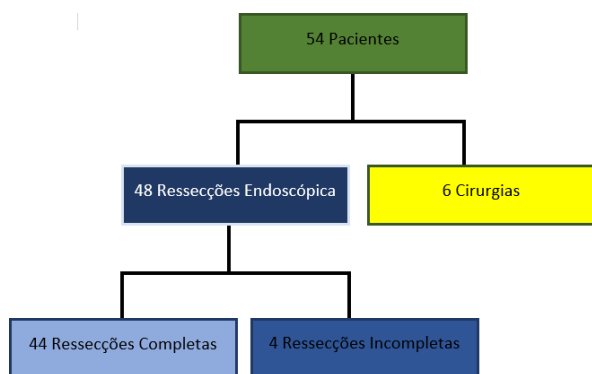 54 Pacientes
48 Ressecções Endoscópica
6 Cirurgias
44 Ressecções Completas
4 Ressecções Incompletas